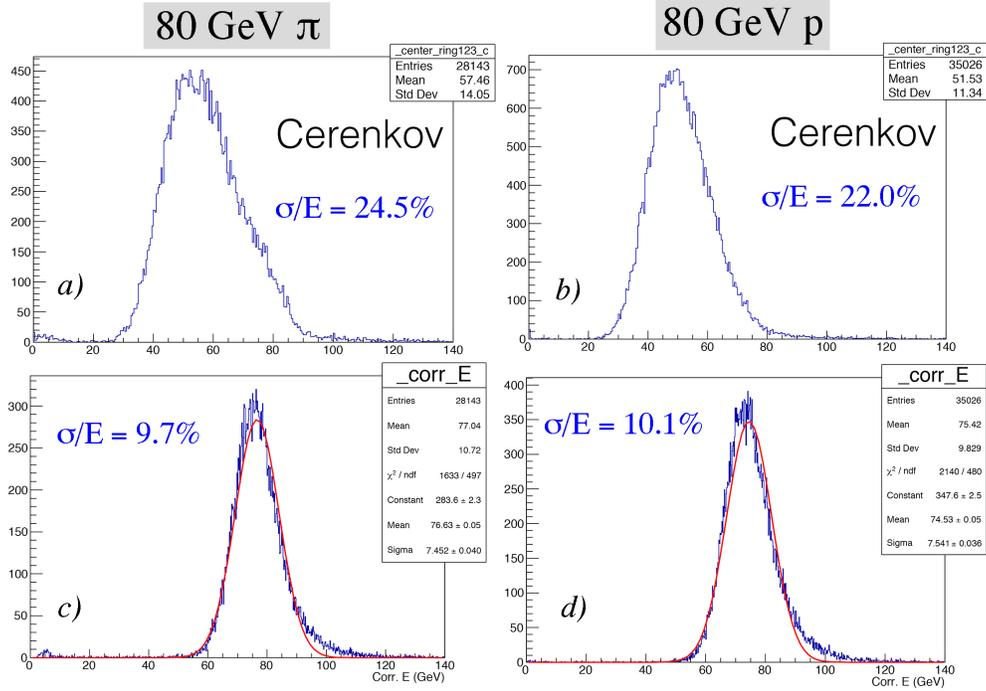 80 GeV π
80 GeV p
_center_ring123_c
Entries 28143
Mean 57.46
Std Dev 14.05
Cerenkov
σ/E = 24.5%
a)
450
400
350
300
250
200
150
100
50
0
0 20 40 60 80 100 120 140
_center_ring123_c
Entries 35026
Mean 51.53
Std Dev 11.34
Cerenkov
σ/E = 22.0%
b)
700
600
500
400
300
200
100
0
0 20 40 60 80 100 120 140
_corr_E
Entries 28143
Mean 77.04
Std Dev 10.72
χ² / ndf 1633 / 497
Constant 283.6 ± 2.3
Mean 76.63 ± 0.05
Sigma 7.452 ± 0.040
σ/E = 9.7%
c)
300
250
200
150
100
50
0
0 20 40 60 80 100 120 140
Corr. E (GeV)
_corr_E
Entries 35026
Mean 75.42
Std Dev 9.829
χ² / ndf 2140 / 480
Constant 347.6 ± 2.5
Mean 74.53 ± 0.05
Sigma 7.541 ± 0.036
σ/E = 10.1%
d)
400
350
300
250
200
150
100
50
0
0 20 40 60 80 100 120 140
Corr. E (GeV)